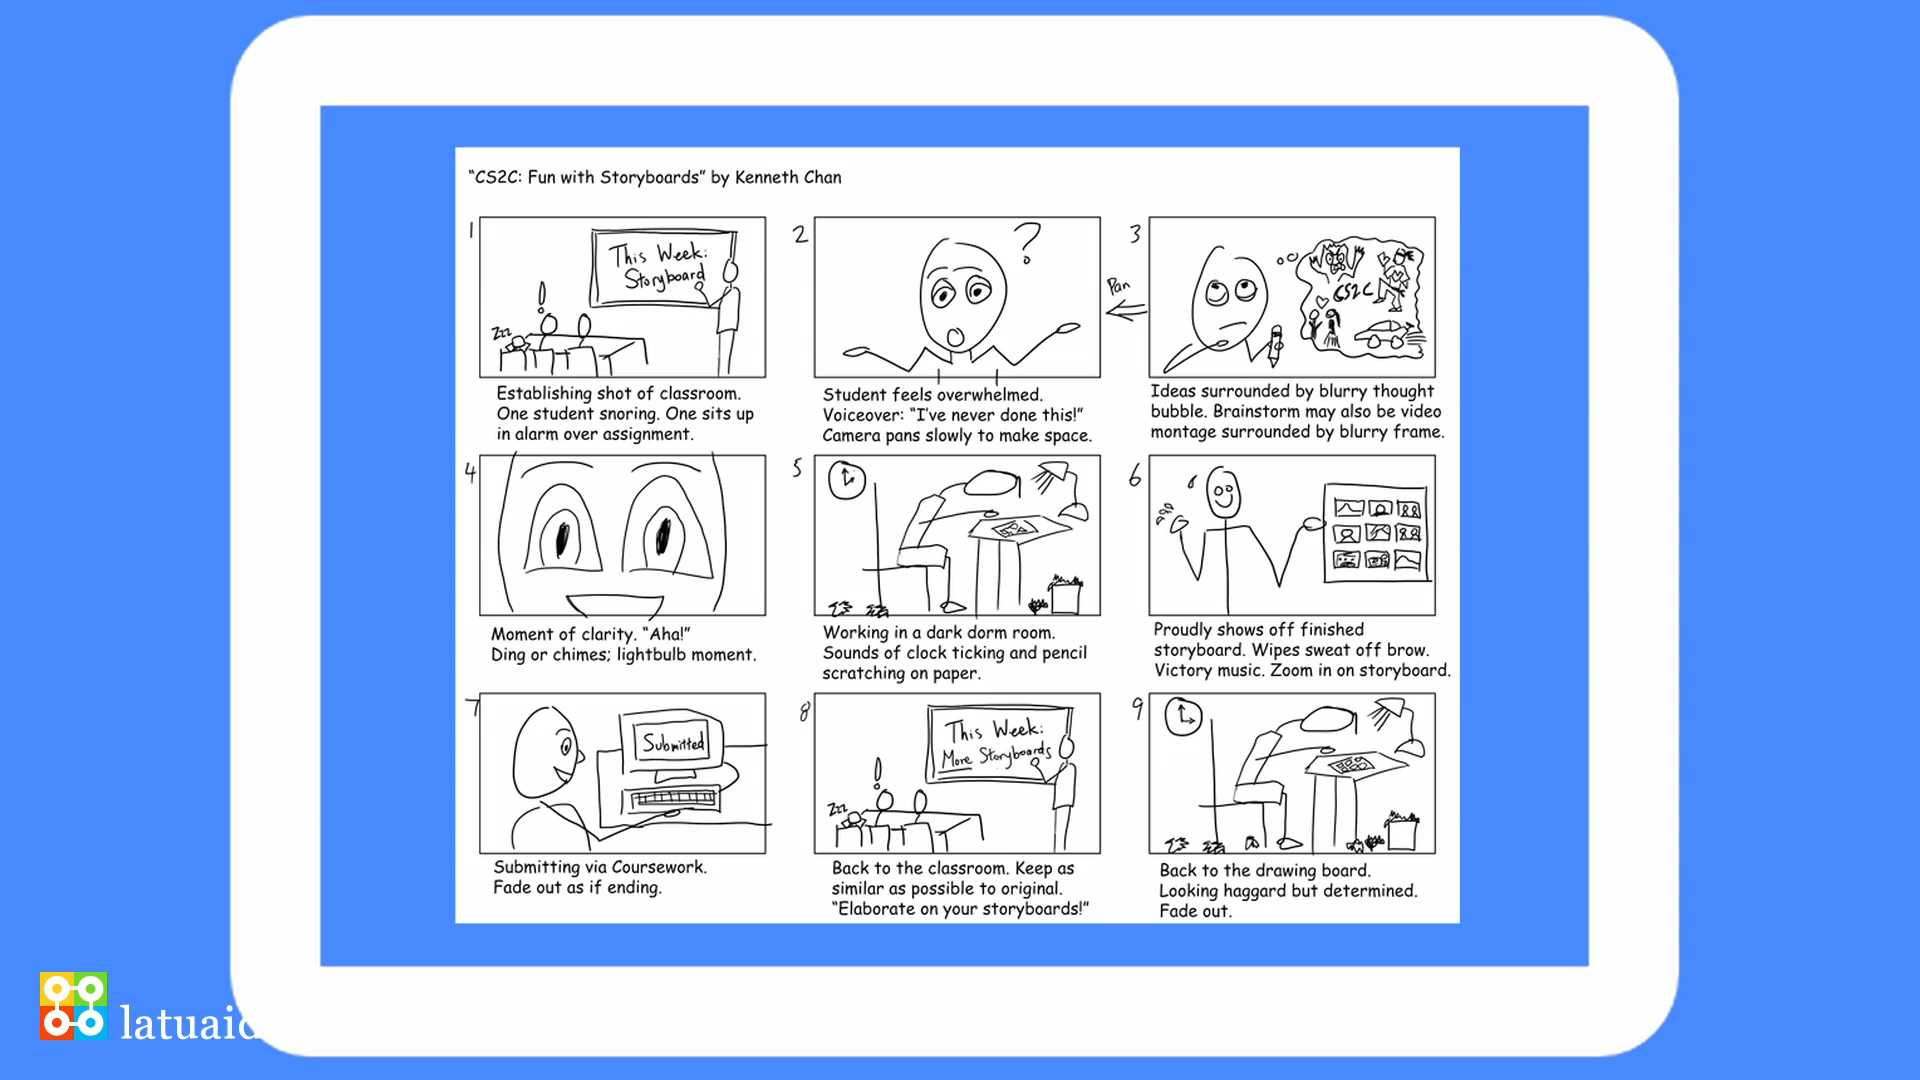 “CS2C: Fun with Storyboards” by Kenneth Chan
1
This Week:
Storyboard
!
Zzz
Establishing shot of classroom.
One student snoring. One sits up
in alarm over assignment.
2
?
Student feels overwhelmed.
Voiceover: “I’ve never done this!”
Camera pans slowly to make space.
Pan
3
CS2C
Ideas surrounded by blurry thought
bubble. Brainstorm may also be video
montage surrounded by blurry frame.
4
Moment of clarity. “Aha!”
Ding or chimes; lightbulb moment.
5
Working in a dark dorm room.
Sounds of clock ticking and pencil
scratching on paper.
6
Proudly shows off finished
storyboard. Wipes sweat off brow.
Victory music. Zoom in on storyboard.
7
Submitted
Submitting via Coursework.
Fade out as if ending.
8
This Week:
More Storyboards
!
Zzz
Back to the classroom. Keep as
similar as possible to original.
“Elaborate on your storyboards!”
9
Back to the drawing board.
Looking haggard but determined.
Fade out.
latuaid